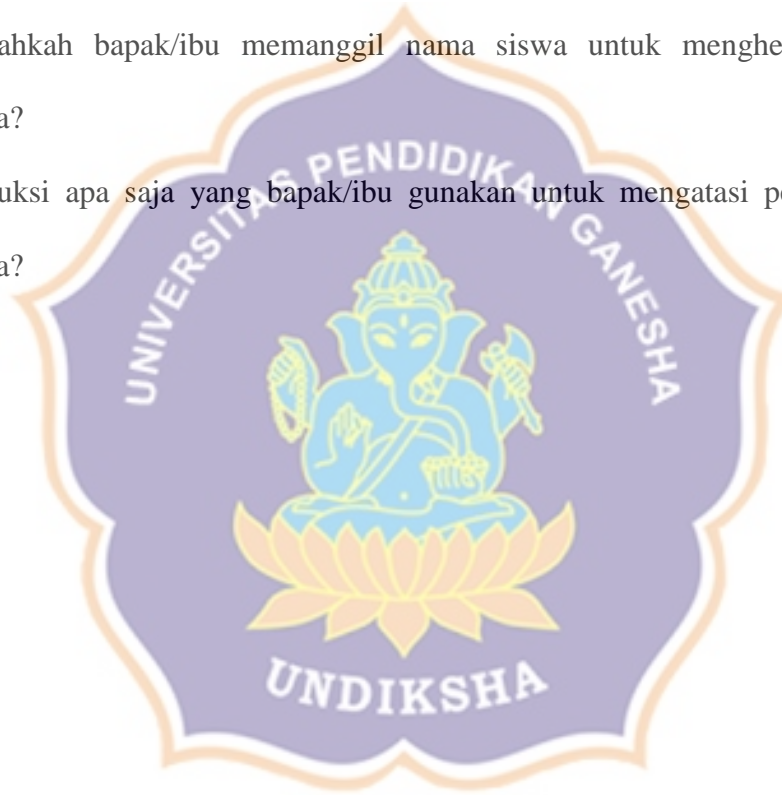 ahkah bapak/ibu memanggil nama siswa untuk menghe
a?
uksi apa saja yang bapak/ibu gunakan untuk mengatasi pe
a?
UNIVERSITAS PENDIDIKAN GANESHA
UNDIKSHA